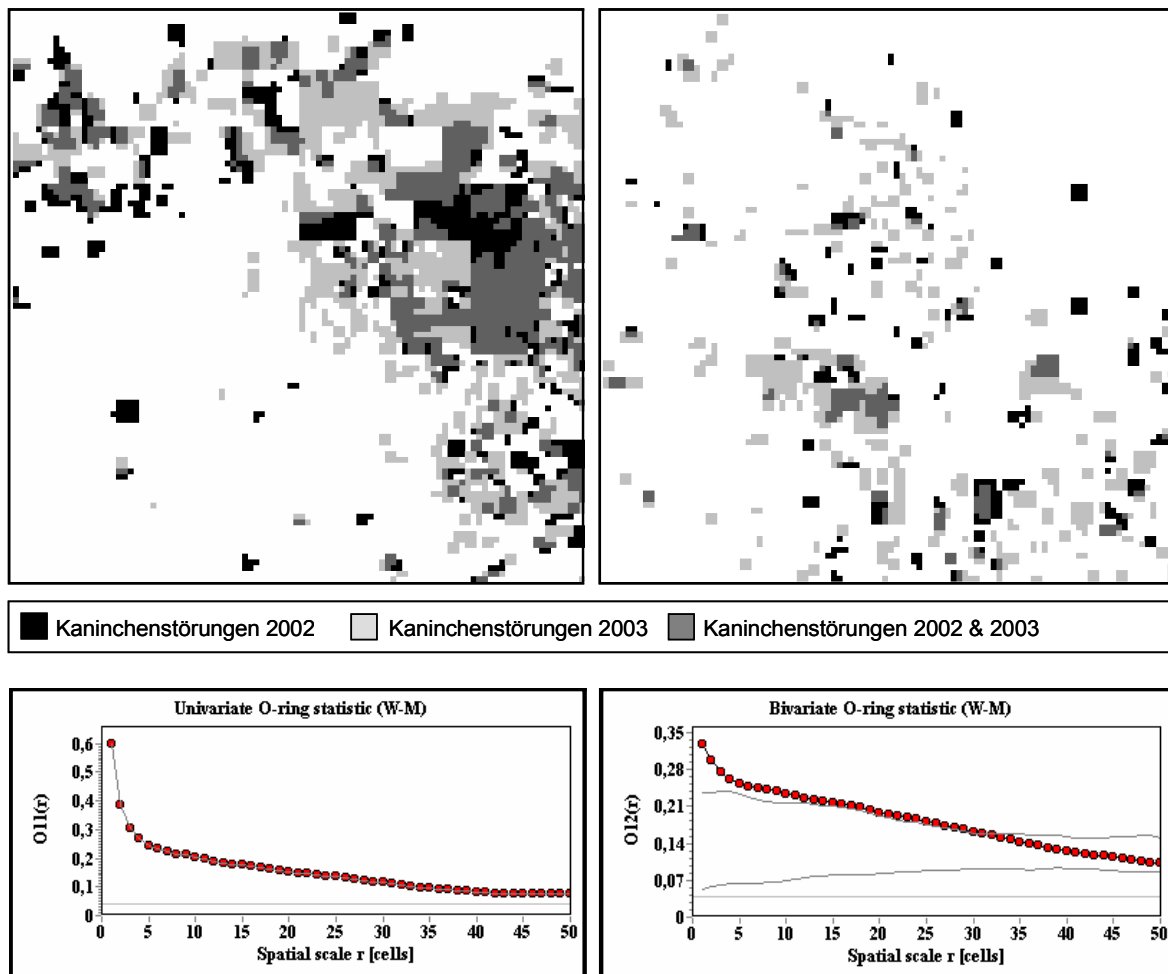 Kaninchenstörungen 2002 Kaninchenstörungen 2003 Kaninchenstörungen 2002 & 2003
Univariate O-ring statistic (W-M)
O11(r)
0,6
0,5
0,4
0,3
0,2
0,1
0
0 5 10 15 20 25 30 35 40 45 50
Spatial scale r [cells]
Bivariate O-ring statistic (W-M)
O12(r)
0,35
0,28
0,21
0,14
0,07
0
0 5 10 15 20 25 30 35 40 45 50
Spatial scale r [cells]